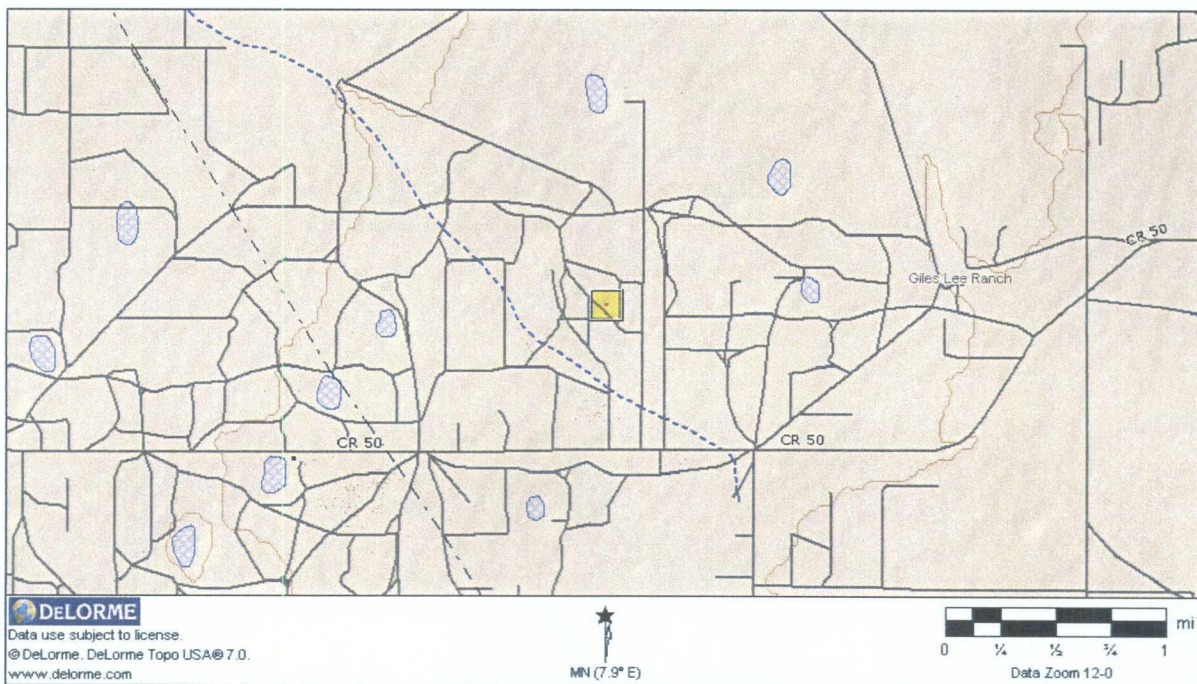 CR 50
Giles Lee Ranch
CR 50
CR 50
DELORME
Data use subject to license.
© DeLorme. DeLorme Topo USA® 7.0.
www.delorme.com
MN (7.9° E)
mi
0 ¼ ½ ¾ 1
Data Zoom 12-0